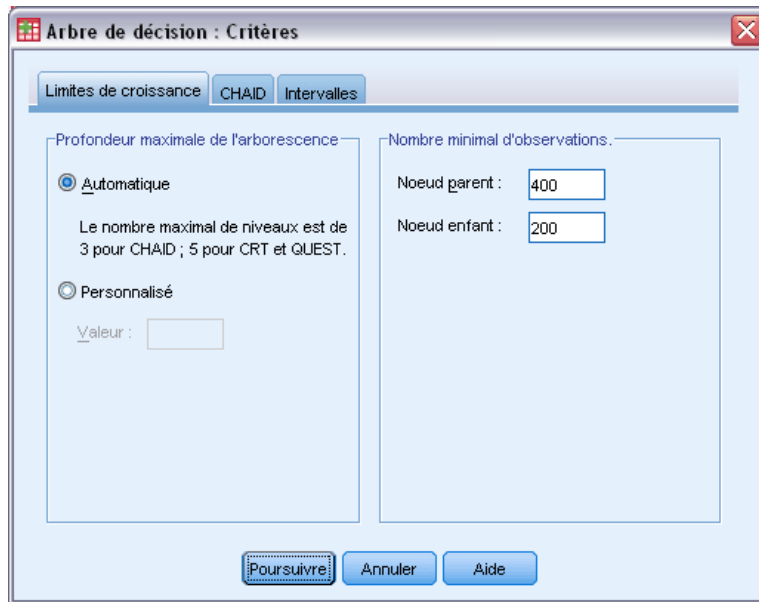 Arbre de décision : Critères
Limites de croissance
CHAID
Intervalles
Profondeur maximale de l'arborescence
Automatique
Le nombre maximal de niveaux est de
3 pour CHAID ; 5 pour CRT et QUEST.
Personnalisé
Valeur :
Nombre minimal d'observations.
Noeud parent : 400
Noeud enfant : 200
Poursuivre
Annuler
Aide